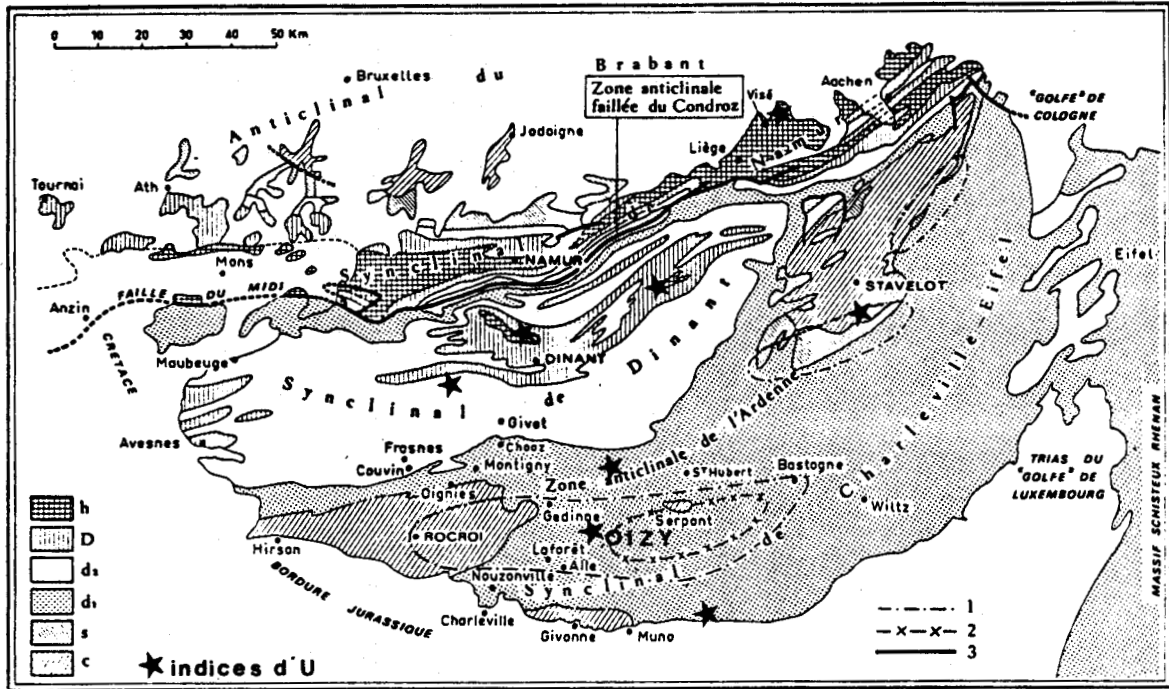 0 10 20 30 40 50 Km
Bruxelles
Anticlinal du Brabant
Zone anticlinale
faillée du Condroz
Visé
Aachen
"GOLFE" DE
COLOGNE
Jodoigne
Liège
Tournai
Ath
Synclinal de Namur
NAMUR
Mons
Eifel
Anzin
FAILLE DU MIDI
STAVELOT
CRETACE
Maubeuge
DINANT
Synclinal de Dinant
Avesnes
Givet
Chooz
Frasnes
Couvin
Montigny
Zone anticlinale de l'Ardenne
St Hubert
Bastogne
TRIAS DU
"GOLFE" DE
LUXEMBOURG
MASSIF SCHISTEUX RHENAN
Oignies
Gedinne
Serpont
Wiltz
ROCROI
OIZY
Hirson
Laforêt
Alle
Nouzonville
Synclinal de Charleville Eifel
BORDURE JURASSIQUE
Charleville
Givonne
Muno
h
D
d2
d1
s
c
indices d'U
1
2
3